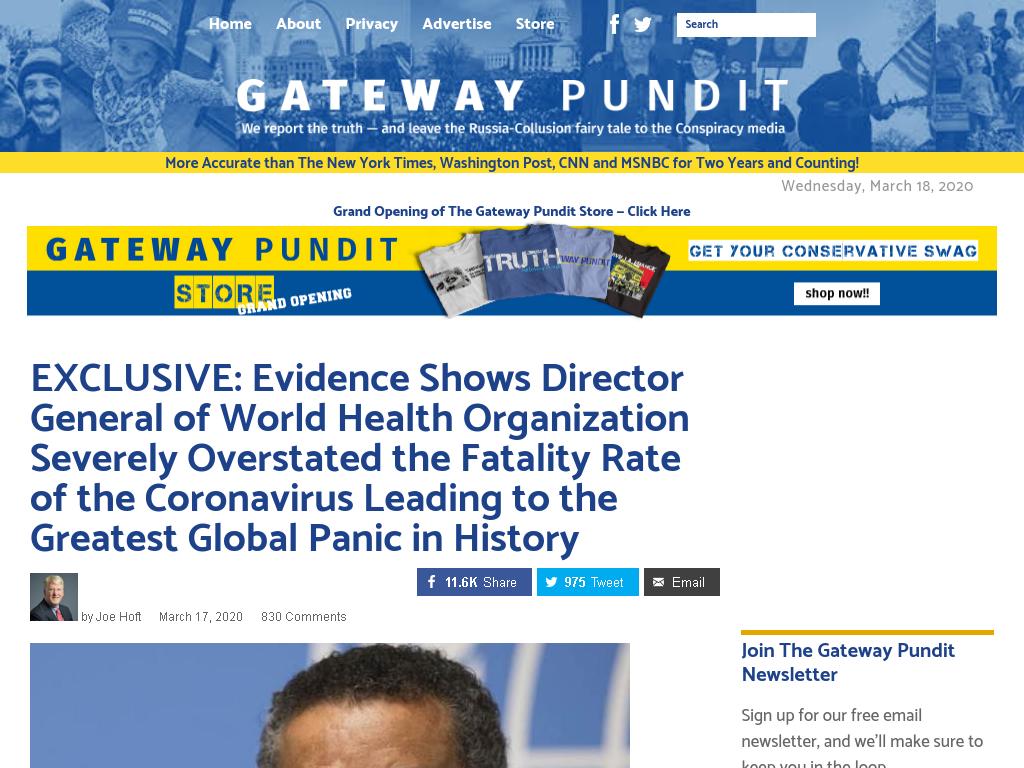 Home About Privacy Advertise Store Search
GATEWAY PUNDIT
We report the truth — and leave the Russia-Collusion fairy tale to the Conspiracy media
More Accurate than The New York Times, Washington Post, CNN and MSNBC for Two Years and Counting!
Wednesday, March 18, 2020
Grand Opening of The Gateway Pundit Store – Click Here
GATEWAY PUNDIT
STORE
GRAND OPENING
TRUTH
GET YOUR CONSERVATIVE SWAG
shop now!!
EXCLUSIVE: Evidence Shows Director
General of World Health Organization
Severely Overstated the Fatality Rate
of the Coronavirus Leading to the
Greatest Global Panic in History
11.6K Share 975 Tweet Email
by Joe Hoft March 17, 2020 830 Comments
Join The Gateway Pundit
Newsletter
Sign up for our free email
newsletter, and we'll make sure to
keep you in the loop.